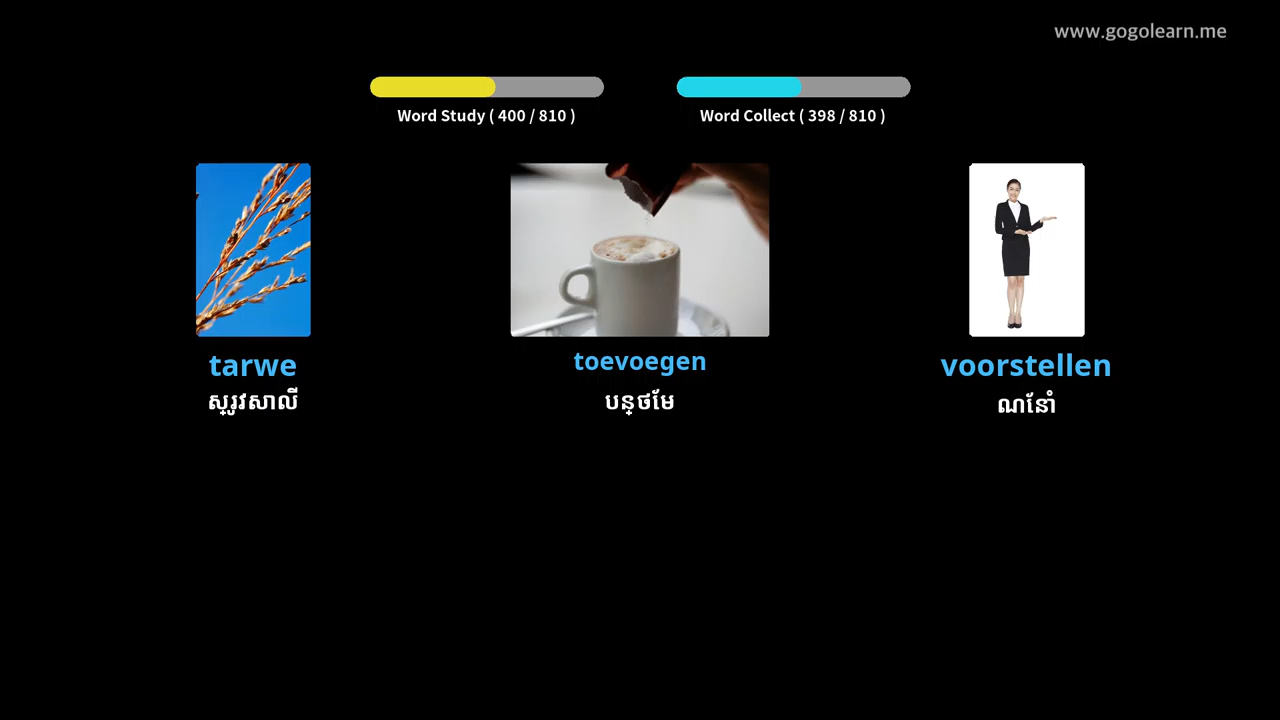 www.gogolearn.me
Word Study ( 400 / 810 )
Word Collect ( 398 / 810 )
tarwe
ស្រូវសាលី
toevoegen
បន្ថែម
voorstellen
ណែនាំ